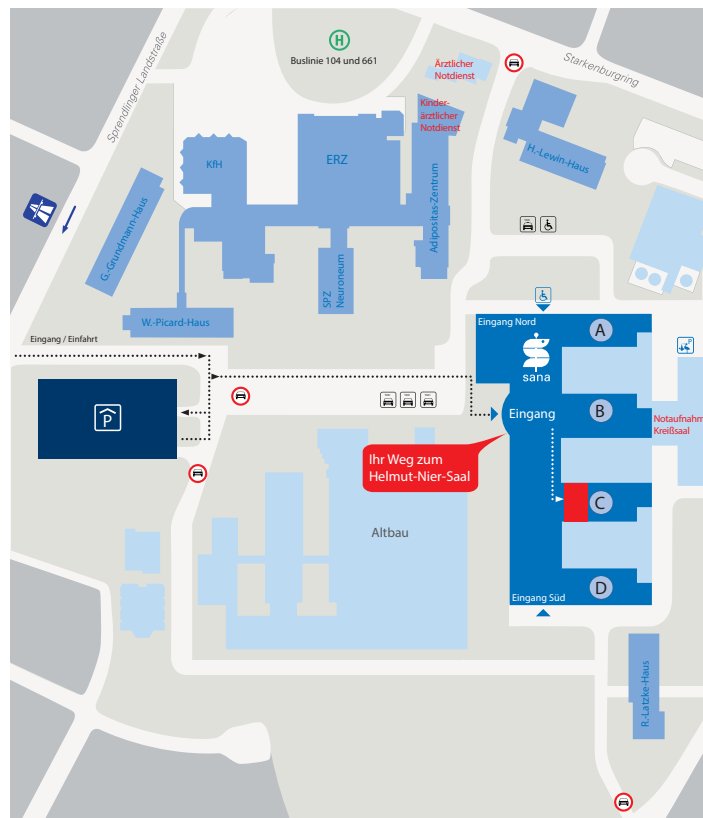 H
Buslinie 104 und 661
Sprendlinger Landstraße
Starkenburgring
Ärztlicher
Notdienst
Kinder-
ärztlicher
Notdienst
KfH
ERZ
H.-Lewin-Haus
Adipositas-Zentrum
G.-Grundmann-Haus
SPZ
Neuroneum
W.-Picard-Haus
Eingang Nord
A
Eingang / Einfahrt
sana
P
P
Eingang
B
Notaufnahm
Kreißsaal
Ihr Weg zum
Helmut-Nier-Saal
C
Altbau
D
Eingang Süd
R.-Latzke-Haus